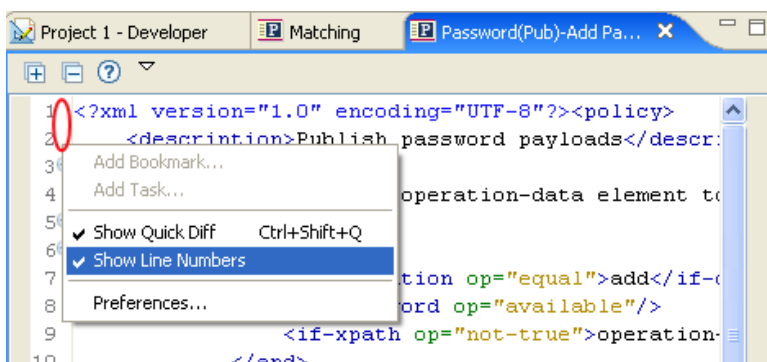 Project 1 - Developer Matching Password(Pub)-Add Pa...
1 <?xml version="1.0" encoding="UTF-8"?><policy>
2 <description>Publish password payloads</descr
3 Add Bookmark...
4 Add Task... operation-data element to
5
6 Show Quick Diff Ctrl+Shift+Q
7 Show Line Numbers tion op="equal">add</if-
8 Preferences... ord op="available"/>
9 <if-xpath op="not-true">operation-
10 </and>